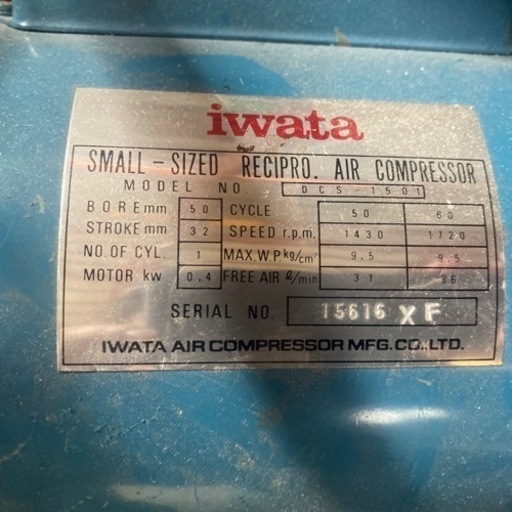 iwata
SMALL-SIZED RECIPRO. AIR COMPRESSOR
MODEL NO DCS-1501
BORE mm 50 CYCLE 50 60
STROKE mm 32 SPEED r.p.m. 1430 1720
NO. OF CYL. 1 MAX.W.P. kg/cm² 9.5 9.5
MOTOR kw 0.4 FREE AIR ℓ/min 31 36
SERIAL NO. 15616 XF
IWATA AIR COMPRESSOR MFG. CO., LTD.